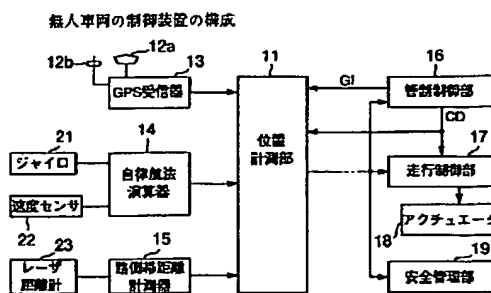 無人車両の制御装置の構成
12b
12a
13
GPS受信器
11
位置
計測部
GI
16
管制制御部
CD
17
走行制御部
21
ジャイロ
14
自律航法
演算器
速度センサ
22
アクチュエータ
18
19
安全管理部
23
レーザ
距離計
15
路側帯距離
計測器